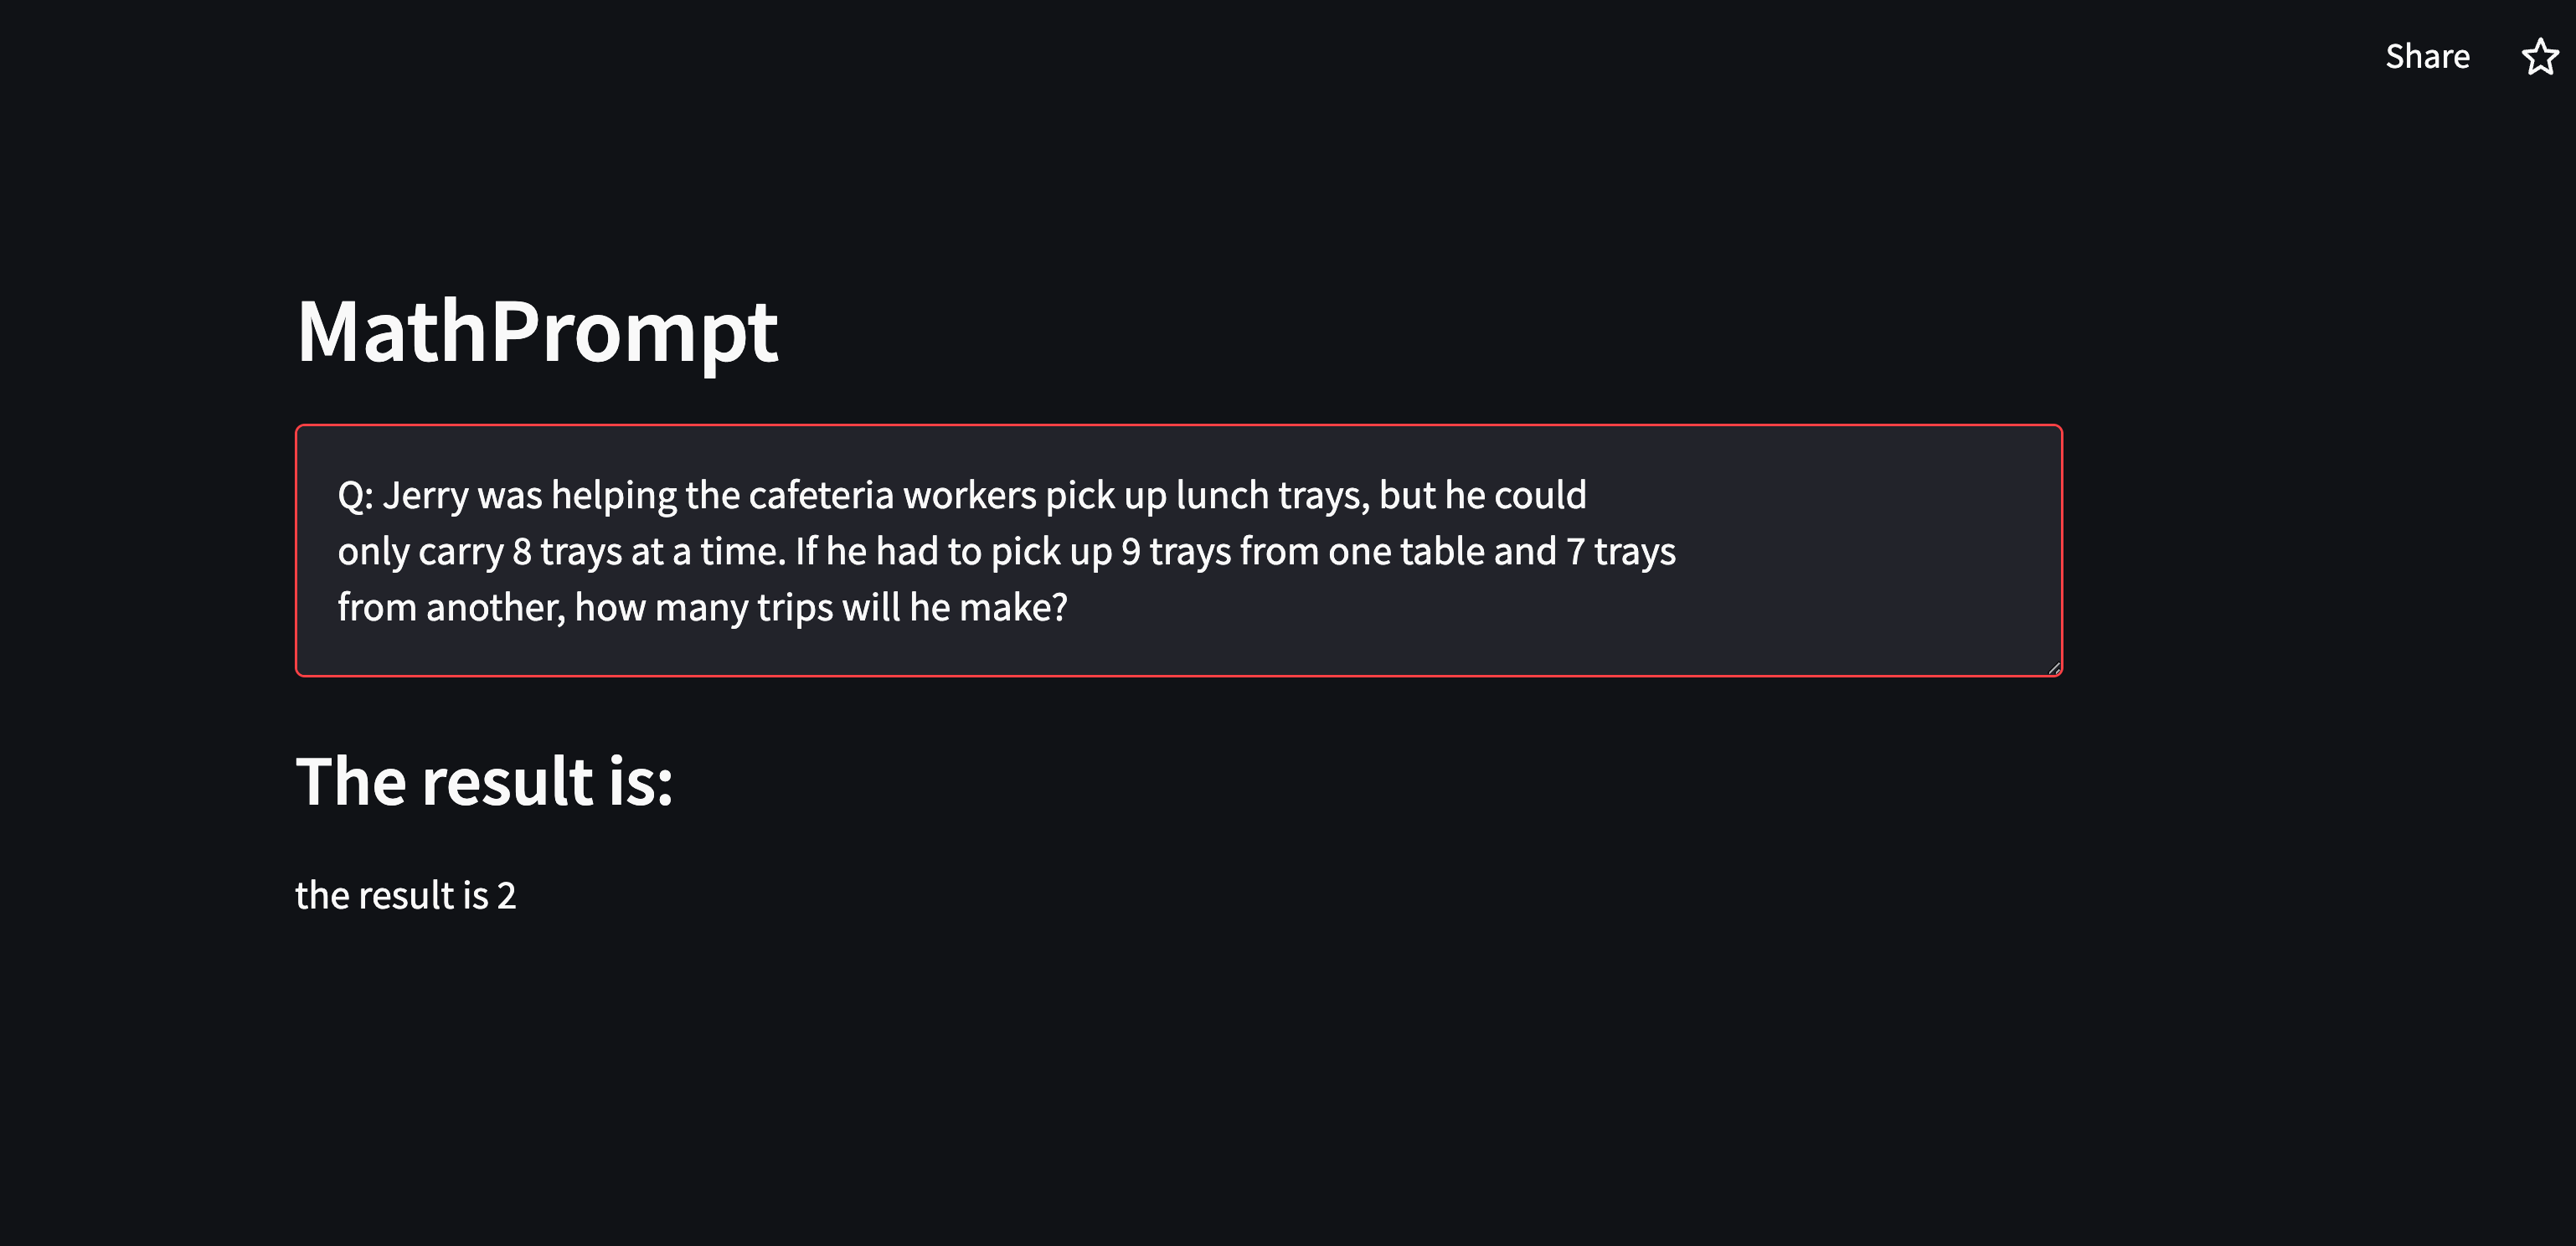 Share
MathPrompt
Q: Jerry was helping the cafeteria workers pick up lunch trays, but he could
only carry 8 trays at a time. If he had to pick up 9 trays from one table and 7 trays
from another, how many trips will he make?
The result is:
the result is 2